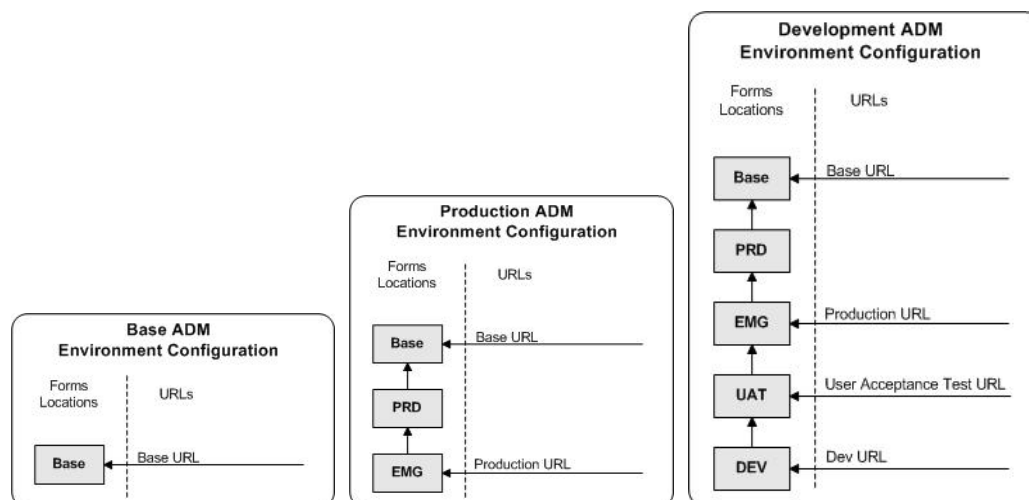 Base ADM
Environment Configuration
Forms
Locations
URLs
Base
Base URL
Production ADM
Environment Configuration
Forms
Locations
URLs
Base
Base URL
PRD
EMG
Production URL
Development ADM
Environment Configuration
Forms
Locations
URLs
Base
Base URL
PRD
EMG
Production URL
UAT
User Acceptance Test URL
DEV
Dev URL